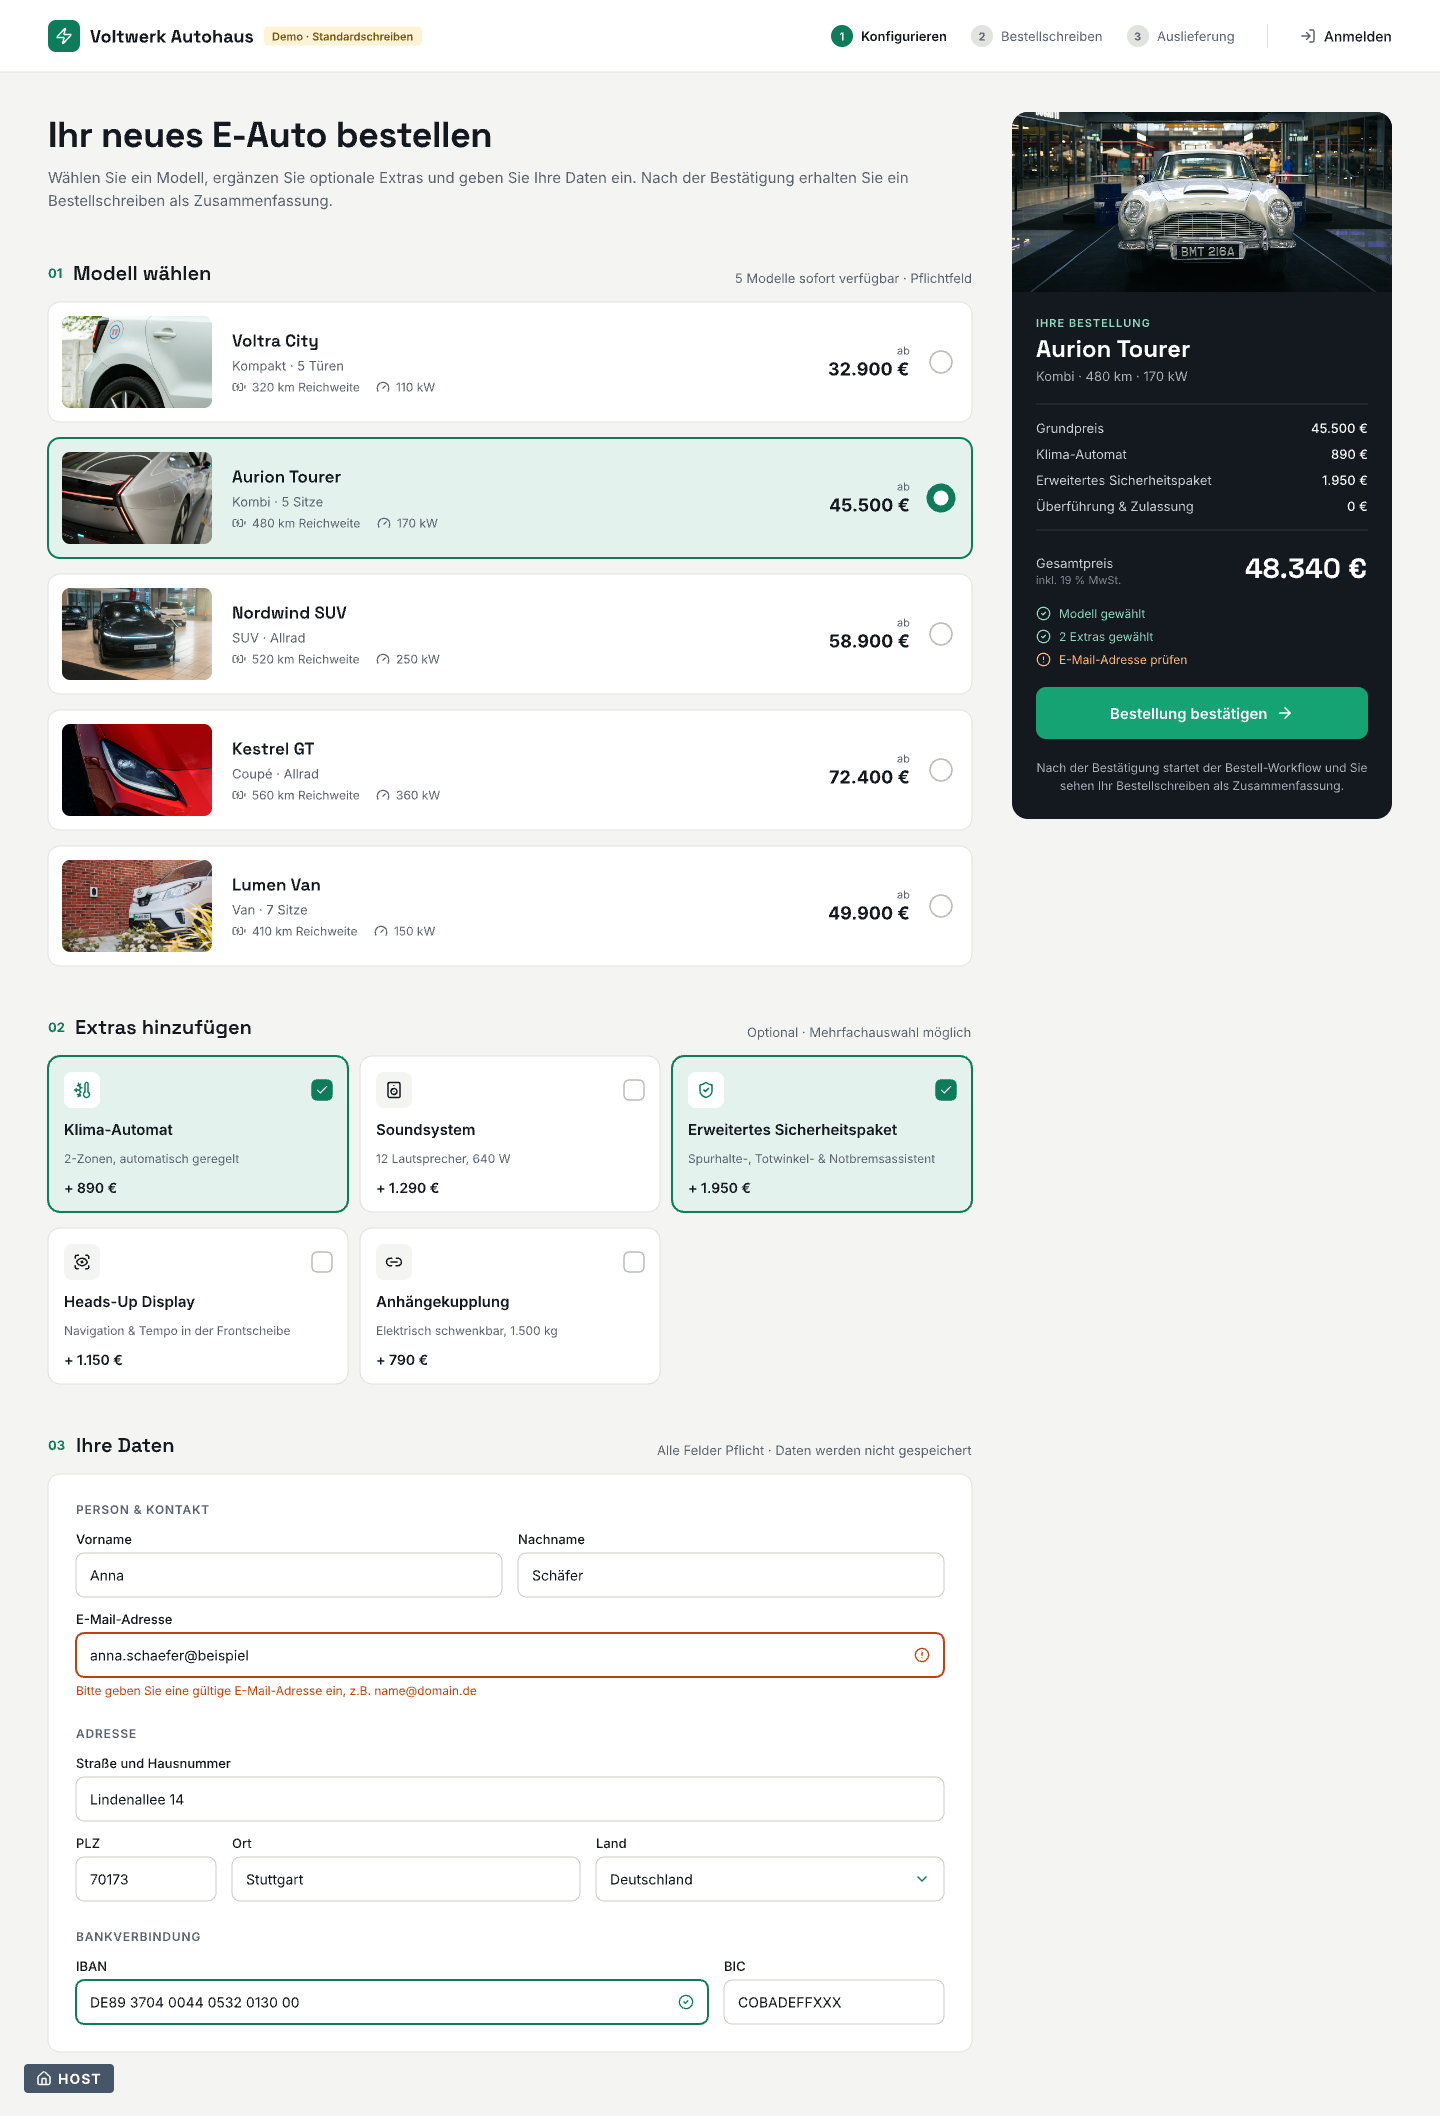 Voltwerk Autohaus
Demo · Standardschreiben
1 Konfigurieren
2 Bestellschreiben
3 Auslieferung
Anmelden
Ihr neues E-Auto bestellen
Wählen Sie ein Modell, ergänzen Sie optionale Extras und geben Sie Ihre Daten ein. Nach der Bestätigung erhalten Sie ein
Bestellschreiben als Zusammenfassung.
01 Modell wählen
5 Modelle sofort verfügbar · Pflichtfeld
Voltra City
Kompakt · 5 Türen
320 km Reichweite 110 kW
ab
32.900 €
Aurion Tourer
Kombi · 5 Sitze
480 km Reichweite 170 kW
ab
45.500 €
Nordwind SUV
SUV · Allrad
520 km Reichweite 250 kW
ab
58.900 €
Kestrel GT
Coupé · Allrad
560 km Reichweite 360 kW
ab
72.400 €
Lumen Van
Van · 7 Sitze
410 km Reichweite 150 kW
ab
49.900 €
02 Extras hinzufügen
Optional · Mehrfachauswahl möglich
Klima-Automat
2-Zonen, automatisch geregelt
+ 890 €
Soundsystem
12 Lautsprecher, 640 W
+ 1.290 €
Erweitertes Sicherheitspaket
Spurhalte-, Totwinkel- & Notbremsassistent
+ 1.950 €
Heads-Up Display
Navigation & Tempo in der Frontscheibe
+ 1.150 €
Anhängekupplung
Elektrisch schwenkbar, 1.500 kg
+ 790 €
03 Ihre Daten
Alle Felder Pflicht · Daten werden nicht gespeichert
PERSON & KONTAKT
Vorname
Anna
Nachname
Schäfer
E-Mail-Adresse
anna.schaefer@beispiel
Bitte geben Sie eine gültige E-Mail-Adresse ein, z.B. name@domain.de
ADRESSE
Straße und Hausnummer
Lindenallee 14
PLZ
70173
Ort
Stuttgart
Land
Deutschland
BANKVERBINDUNG
IBAN
DE89 3704 0044 0532 0130 00
BIC
COBADEFFXXX
HOST
BMT 216A
IHRE BESTELLUNG
Aurion Tourer
Kombi · 480 km · 170 kW
Grundpreis 45.500 €
Klima-Automat 890 €
Erweitertes Sicherheitspaket 1.950 €
Überführung & Zulassung 0 €
Gesamtpreis
inkl. 19 % MwSt.
48.340 €
Modell gewählt
2 Extras gewählt
E-Mail-Adresse prüfen
Bestellung bestätigen
Nach der Bestätigung startet der Bestell-Workflow und Sie
sehen Ihr Bestellschreiben als Zusammenfassung.